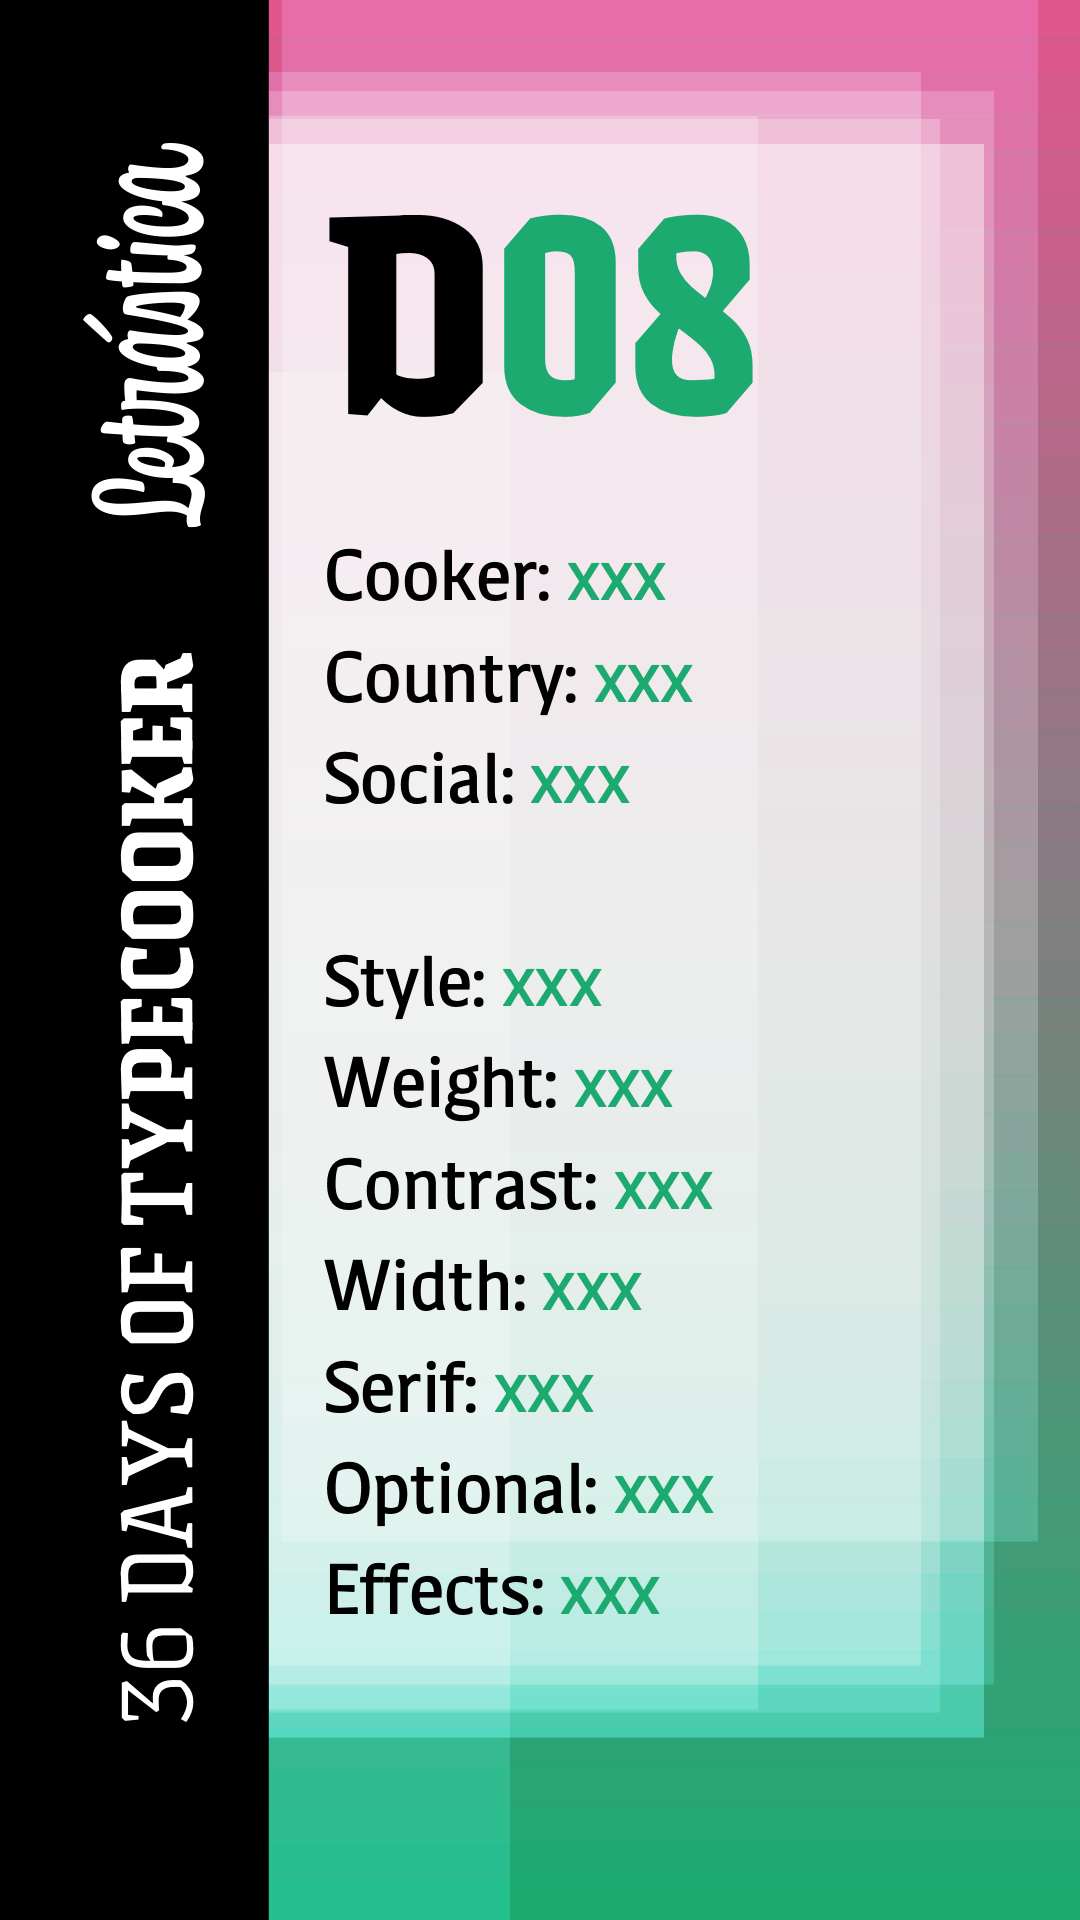 Letrástica
36 DAYS OF TYPECOOKER
D08
Cooker: xxx
Country: xxx
Social: xxx
Style: xxx
Weight: xxx
Contrast: xxx
Width: xxx
Serif: xxx
Optional: xxx
Effects: xxx